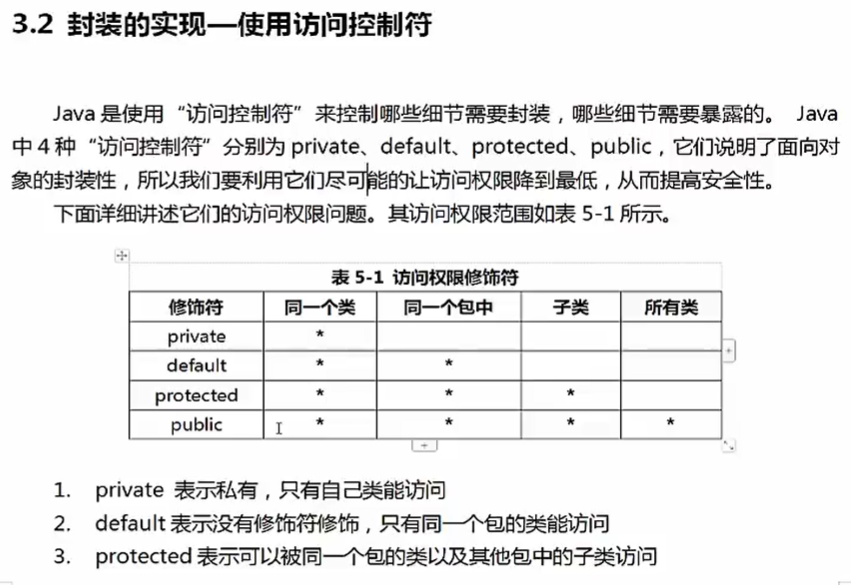 3.2 封装的实现—使用访问控制符
Java 是使用“访问控制符”来控制哪些细节需要封装，哪些细节需要暴露的。 Java
中 4 种“访问控制符”分别为 private、default、protected、public，它们说明了面向对
象的封装性，所以我们要利用它们尽可能的让访问权限降到最低，从而提高安全性。
下面详细讲述它们的访问权限问题。其访问权限范围如表 5-1 所示。
表 5-1 访问权限修饰符
修饰符 同一个类 同一个包中 子类 所有类
private *
default * *
protected * * *
public * * * *
1. private 表示私有，只有自己类能访问
2. default 表示没有修饰符修饰，只有同一个包的类能访问
3. protected 表示可以被同一个包的类以及其他包中的子类访问